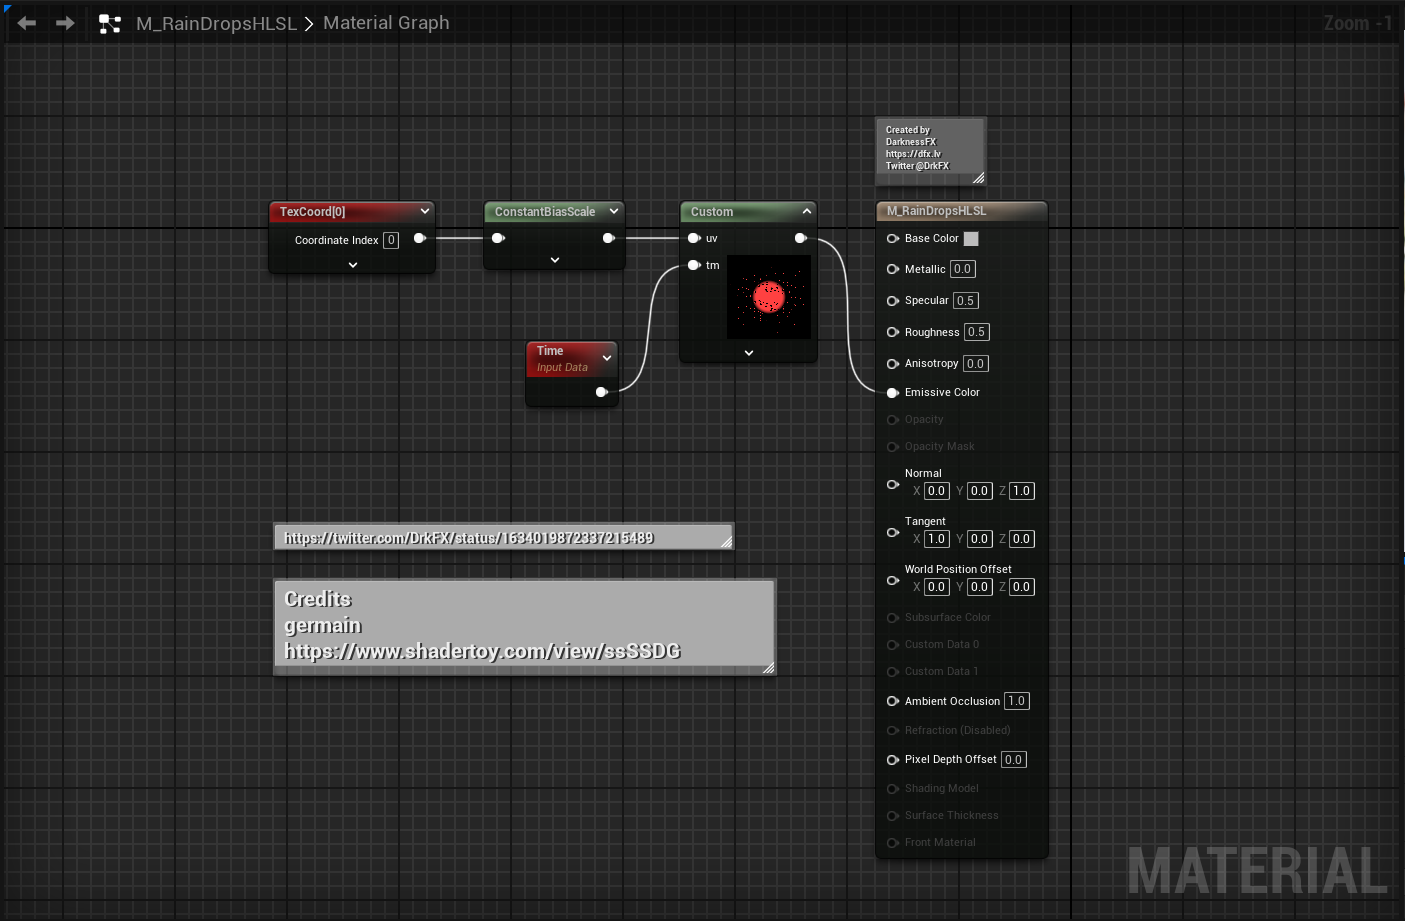 M_RainDropsHLSL > Material Graph
Zoom -1
Created by
DarknessFX
https://dfx.lv
Twitter @DrkFX
TexCoord[0]
Coordinate Index 0
ConstantBiasScale
Custom
uv
tm
Time
Input Data
M_RainDropsHLSL
Base Color
Metallic 0.0
Specular 0.5
Roughness 0.5
Anisotropy 0.0
Emissive Color
Opacity
Opacity Mask
Normal
X 0.0 Y 0.0 Z 1.0
Tangent
X 1.0 Y 0.0 Z 0.0
World Position Offset
X 0.0 Y 0.0 Z 0.0
Subsurface Color
Custom Data 0
Custom Data 1
Ambient Occlusion 1.0
Refraction (Disabled)
Pixel Depth Offset 0.0
Shading Model
Surface Thickness
Front Material
https://twitter.com/DrkFX/status/1634019872337215489
Credits
germain
https://www.shadertoy.com/view/ssSSDG
MATERIAL